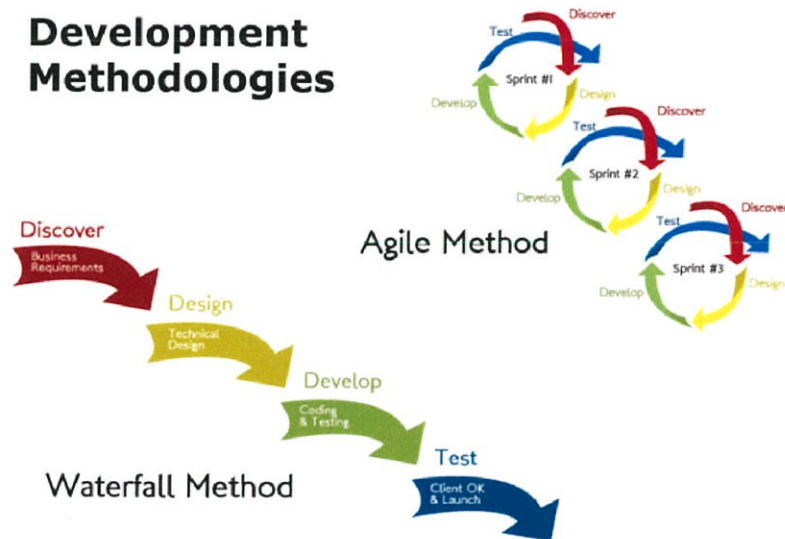 Development
Methodologies
Discover
Test
Sprint #1
Develop
Design
Discover
Test
Sprint #2
Develop
Design
Discover
Test
Sprint #3
Develop
Design
Agile Method
Discover
Business
Requirements
Design
Technical
Design
Develop
Coding
& Testing
Test
Client OK
& Launch
Waterfall Method